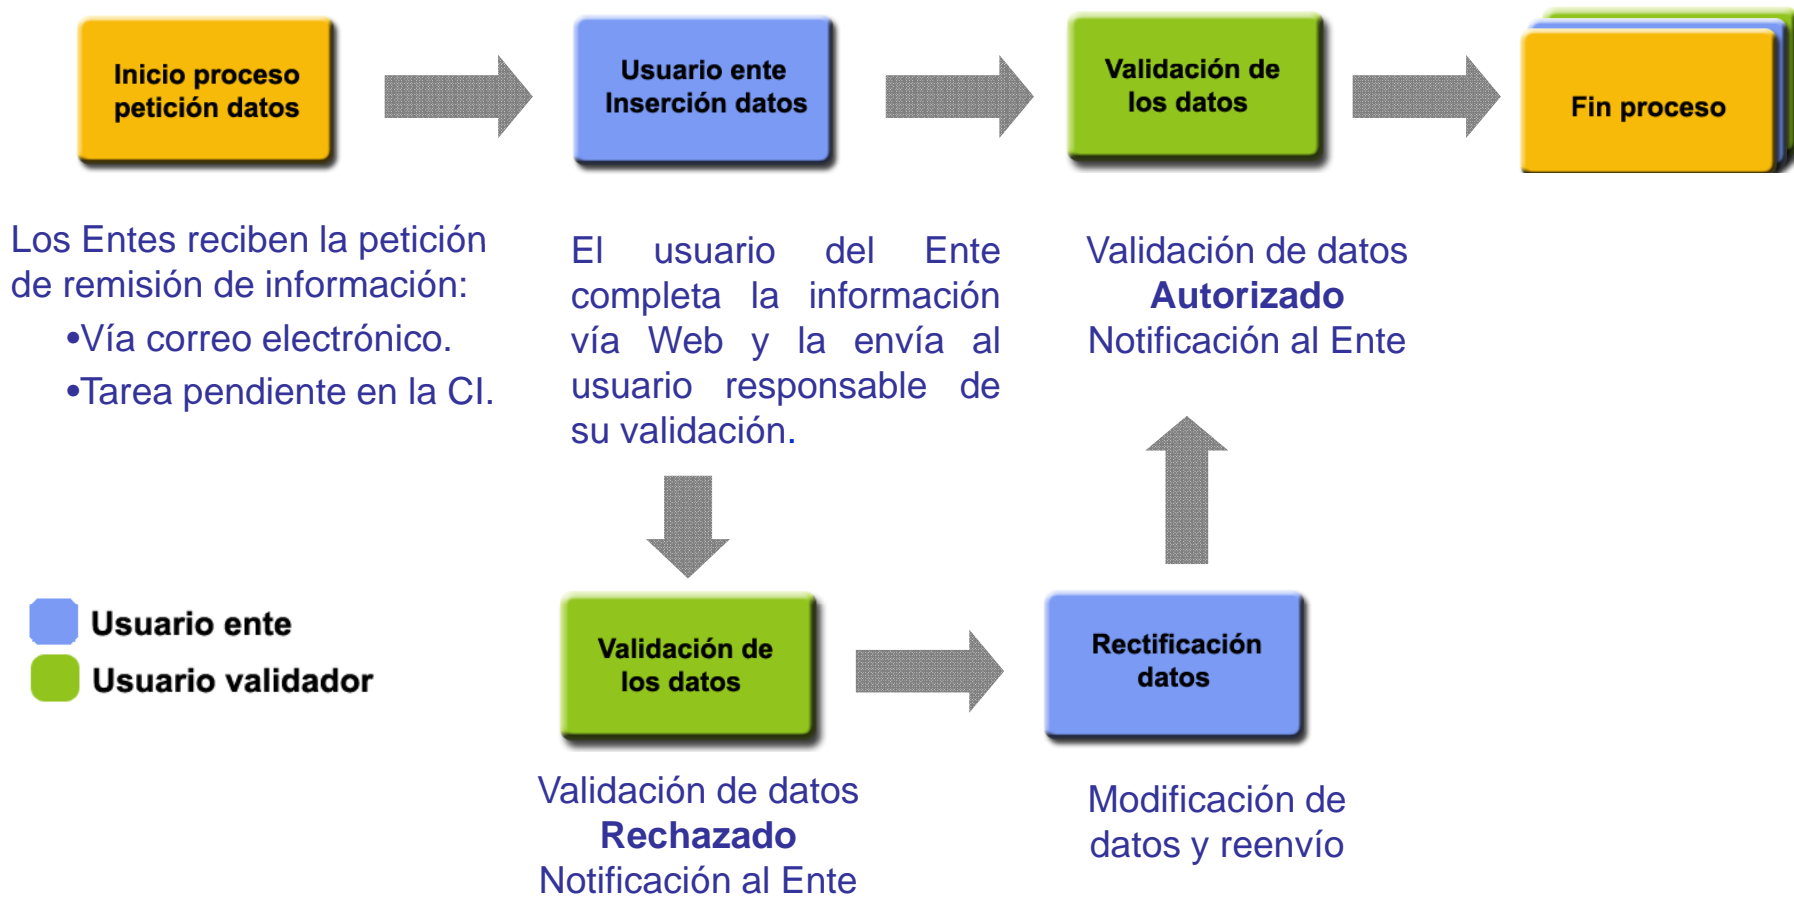 Inicio proceso
petición datos
Usuario ente
Inserción datos
Validación de
los datos
Fin proceso
Los Entes reciben la petición
de remisión de información:
•Vía correo electrónico.
•Tarea pendiente en la CI.
El usuario del Ente
completa la información
vía Web y la envía al
usuario responsable de
su validación.
Validación de datos
Autorizado
Notificación al Ente
Usuario ente
Usuario validador
Validación de
los datos
Rectificación
datos
Validación de datos
Rechazado
Notificación al Ente
Modificación de
datos y reenvío